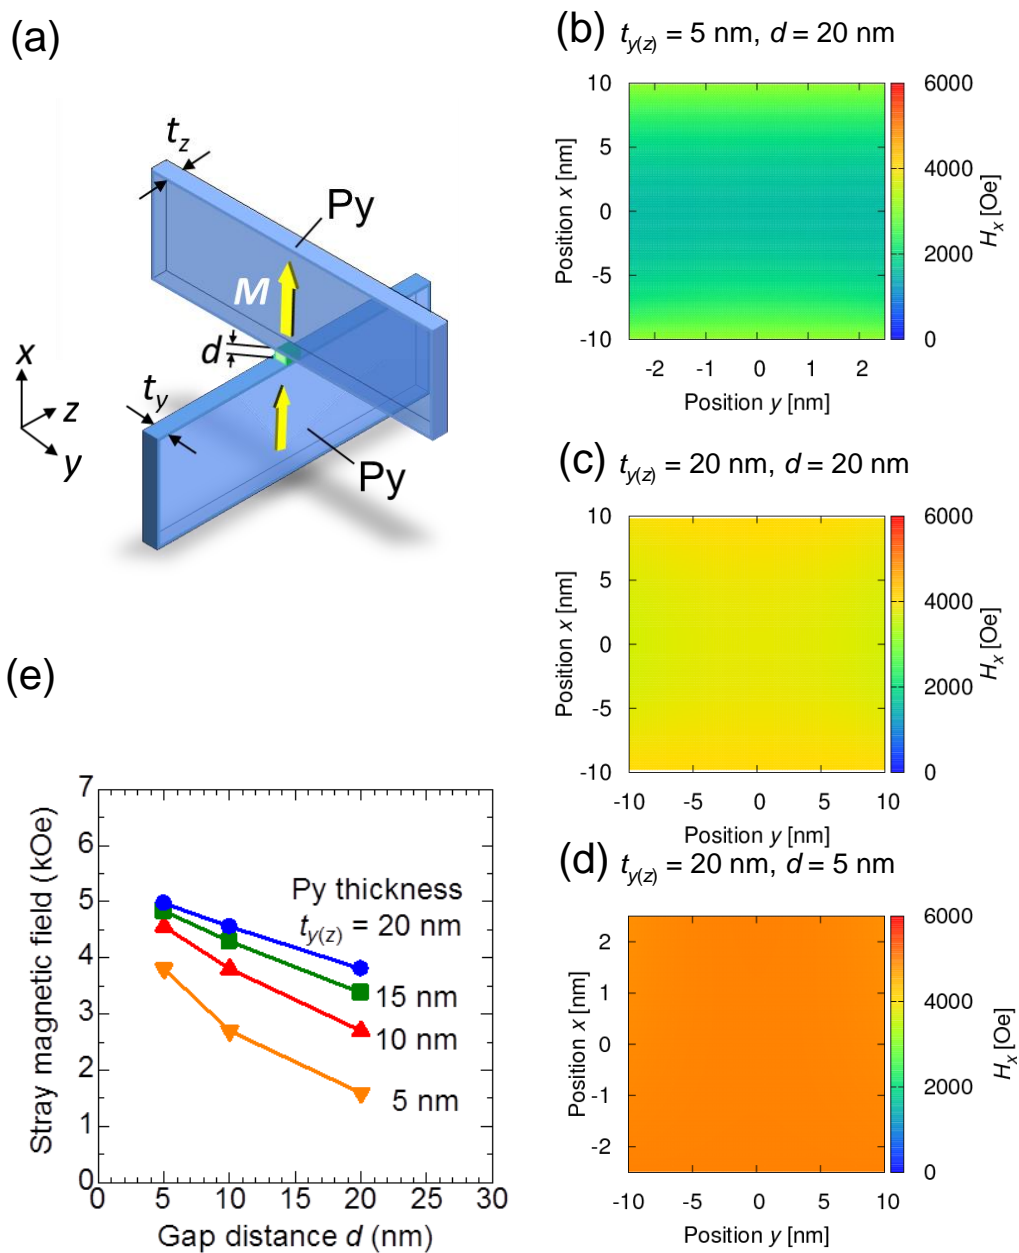 (a)
t_z
Py
M
d
t_y
x
z
y
Py
(b) t_y(z) = 5 nm, d = 20 nm
10
5
0
-5
-10
Position x [nm]
-2 -1 0 1 2
Position y [nm]
6000
4000
2000
0
H_x [Oe]
(c) t_y(z) = 20 nm, d = 20 nm
10
5
0
-5
-10
Position x [nm]
-10 -5 0 5 10
Position y [nm]
6000
4000
2000
0
H_x [Oe]
(d) t_y(z) = 20 nm, d = 5 nm
2
1
0
-1
-2
Position x [nm]
-10 -5 0 5 10
Position y [nm]
6000
4000
2000
0
H_x [Oe]
(e)
7
6
5
4
3
2
1
0
Stray magnetic field (kOe)
Py thickness
t_y(z) = 20 nm
15 nm
10 nm
5 nm
0 5 10 15 20 25 30
Gap distance d (nm)